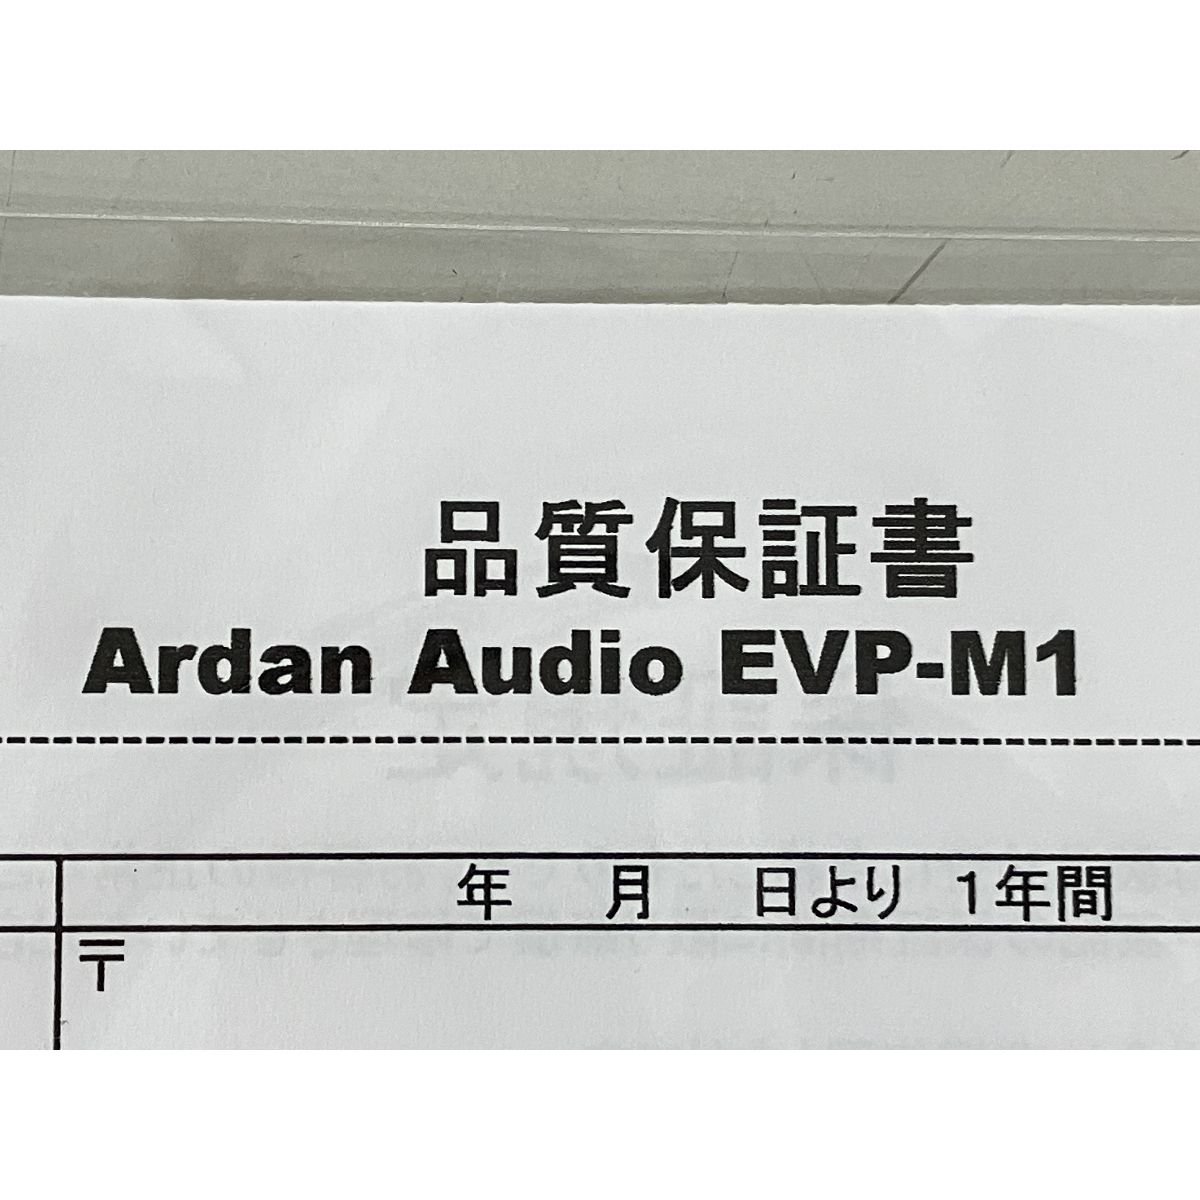 品質保証書
Ardan Audio EVP-M1
年 月 日より 1年間
〒